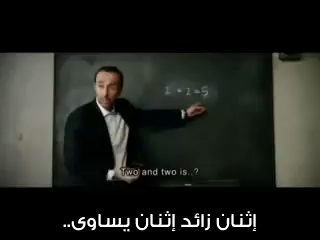 2 + 2 = 5
Two and two is..?
إثنان زائد إثنان يساوى..